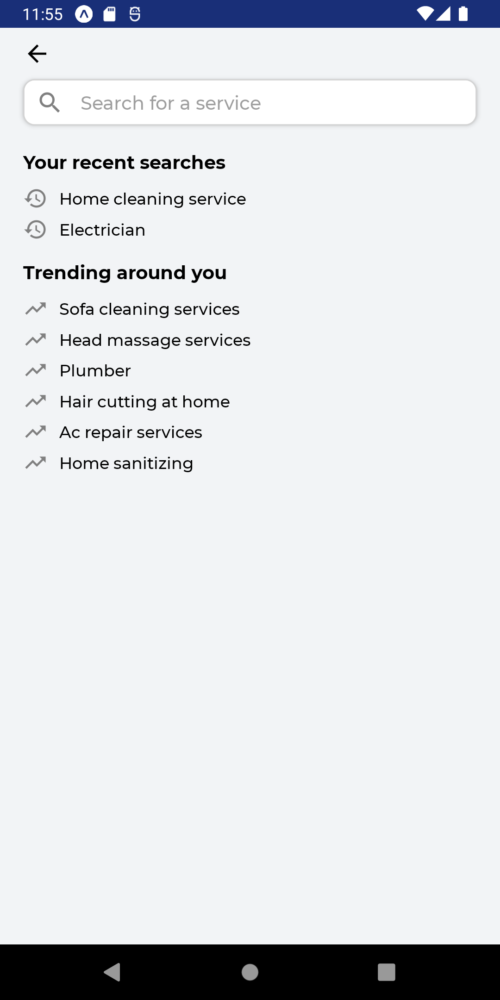 11:55
Search for a service
Your recent searches
Home cleaning service
Electrician
Trending around you
Sofa cleaning services
Head massage services
Plumber
Hair cutting at home
Ac repair services
Home sanitizing